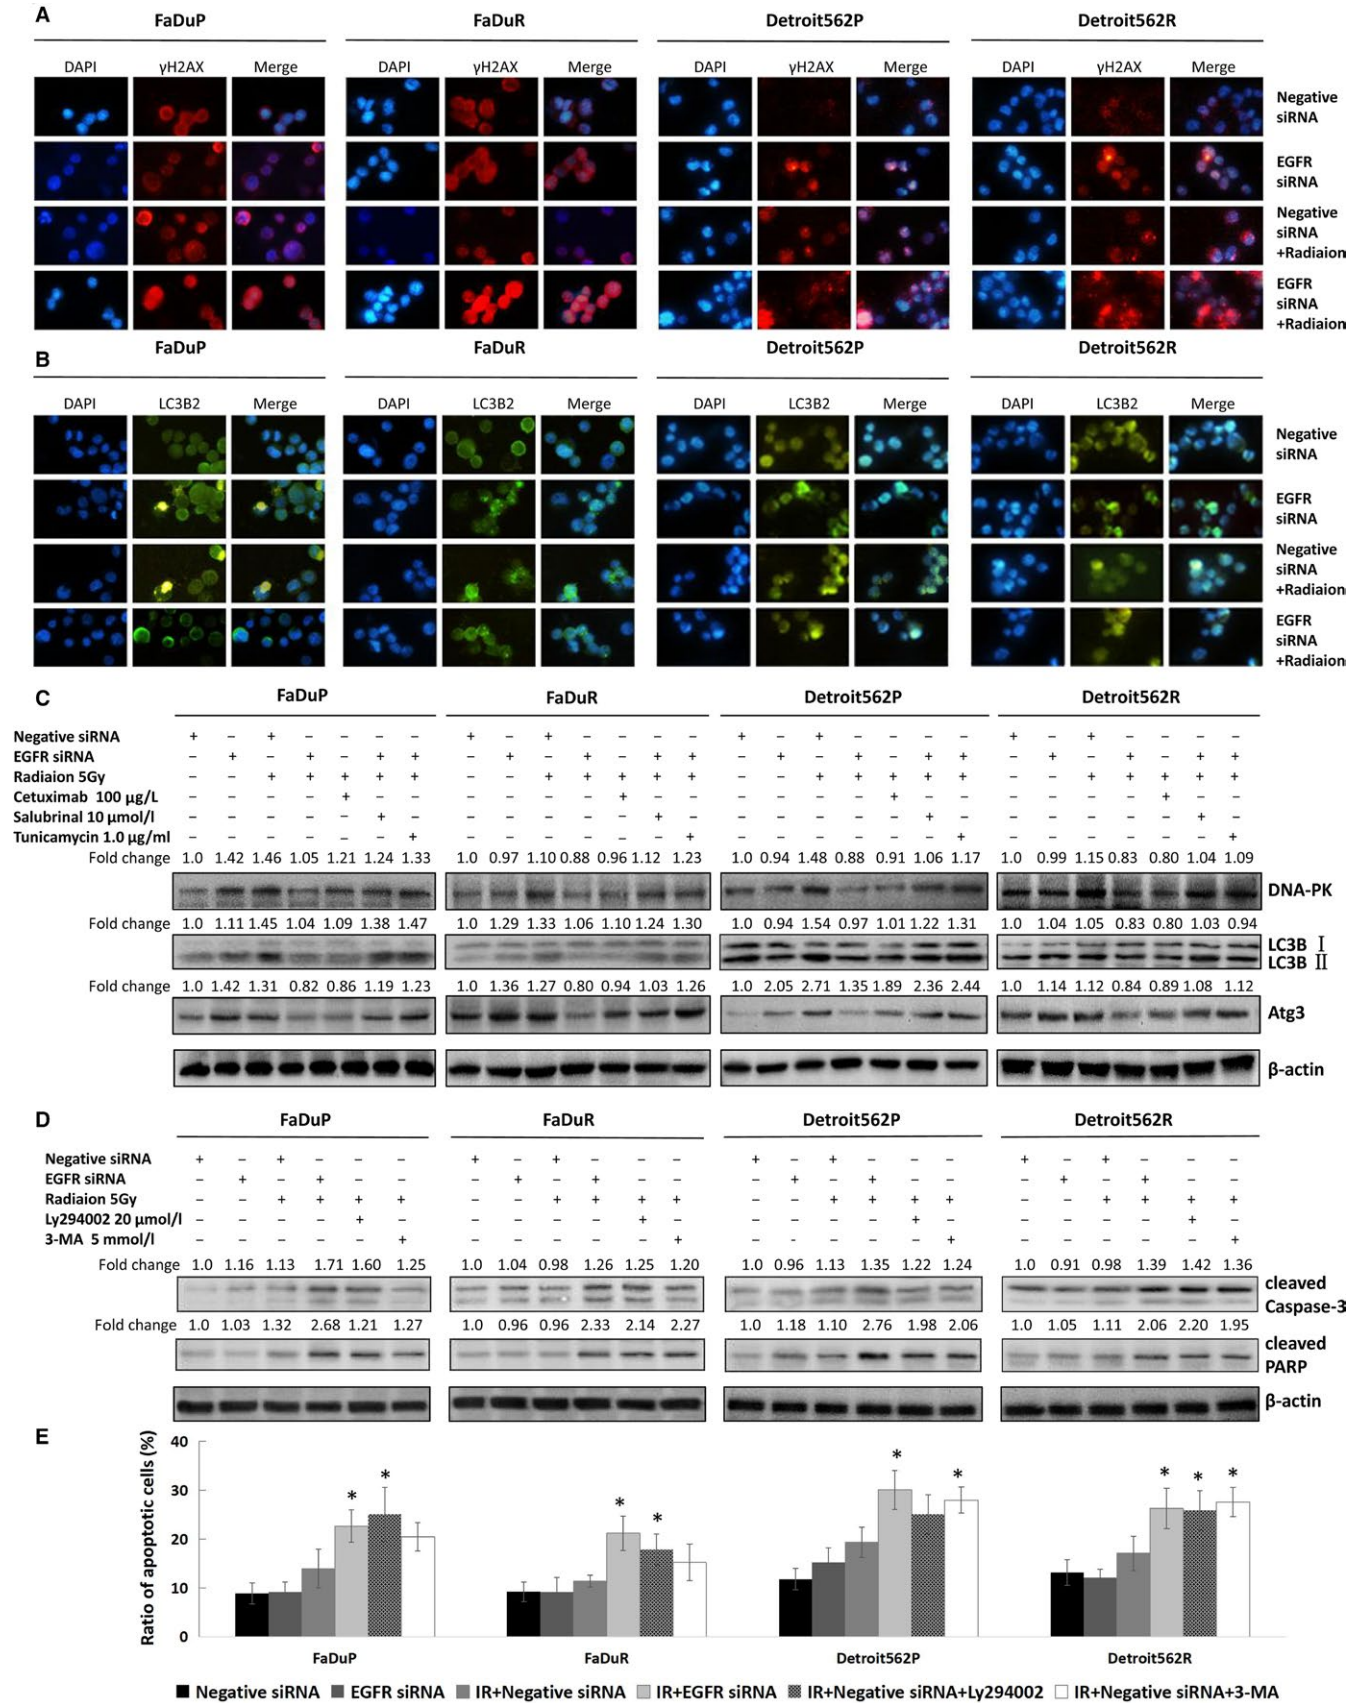 A
FaDuP FaDuR Detroit562P Detroit562R
DAPI γH2AX Merge DAPI γH2AX Merge DAPI γH2AX Merge DAPI γH2AX Merge
Negative
siRNA
EGFR
siRNA
Negative
siRNA
+Radiaion
EGFR
siRNA
+Radiaion
B
FaDuP FaDuR Detroit562P Detroit562R
DAPI LC3B2 Merge DAPI LC3B2 Merge DAPI LC3B2 Merge DAPI LC3B2 Merge
Negative
siRNA
EGFR
siRNA
Negative
siRNA
+Radiaion
EGFR
siRNA
+Radiaion
C
FaDuP FaDuR Detroit562P Detroit562R
Negative siRNA + – + – – – – + – + – – – – + – + – – – – + – + – – – –
EGFR siRNA – + – + – + + – + – + – + + – + – + – + + – + – + – + +
Radiaion 5Gy – – + + + + + – – + + + + + – – + + + + + – – + + + + +
Cetuximab 100 μg/L – – – – + – – – – – – + – – – – – – + – – – – – – + – –
Salubrinal 10 μmol/l – – – – – + – – – – – – + – – – – – – + – – – – – – + –
Tunicamycin 1.0 μg/ml – – – – – – + – – – – – – + – – – – – – + – – – – – – +
Fold change 1.0 1.42 1.46 1.05 1.21 1.24 1.33 1.0 0.97 1.10 0.88 0.96 1.12 1.23 1.0 0.94 1.48 0.88 0.91 1.06 1.17 1.0 0.99 1.15 0.83 0.80 1.04 1.09
DNA-PK
Fold change 1.0 1.11 1.45 1.04 1.09 1.38 1.47 1.0 1.29 1.33 1.06 1.10 1.24 1.30 1.0 0.94 1.54 0.97 1.01 1.22 1.31 1.0 1.04 1.05 0.83 0.80 1.03 0.94
LC3B I
LC3B II
Fold change 1.0 1.42 1.31 0.82 0.86 1.19 1.23 1.0 1.36 1.27 0.80 0.94 1.03 1.26 1.0 2.05 2.71 1.35 1.89 2.36 2.44 1.0 1.14 1.12 0.84 0.89 1.08 1.12
Atg3
β-actin
D
FaDuP FaDuR Detroit562P Detroit562R
Negative siRNA + – + – – – + – + – – – + – + – – – + – + – – –
EGFR siRNA – + – + – – – + – + – – – + – + – – – + – + – –
Radiaion 5Gy – – + + + + – – + + + + – – + + + + – – + + + +
Ly294002 20 μmol/l – – – – + – – – – – + – – – – – + – – – – – + –
3-MA 5 mmol/l – – – – – + – – – – – + – – – – – + – – – – – +
Fold change 1.0 1.16 1.13 1.71 1.60 1.25 1.0 1.04 0.98 1.26 1.25 1.20 1.0 0.96 1.13 1.35 1.22 1.24 1.0 0.91 0.98 1.39 1.42 1.36
cleaved
Caspase-3
Fold change 1.0 1.03 1.32 2.68 1.21 1.27 1.0 0.96 0.96 2.33 2.14 2.27 1.0 1.18 1.10 2.76 1.98 2.06 1.0 1.05 1.11 2.06 2.20 1.95
cleaved
PARP
β-actin
E
Ratio of apoptotic cells (%)
40
30
20
10
0
* * * * * * * * *
FaDuP FaDuR Detroit562P Detroit562R
Negative siRNA EGFR siRNA IR+Negative siRNA IR+EGFR siRNA IR+Negative siRNA+Ly294002 IR+Negative siRNA+3-MA